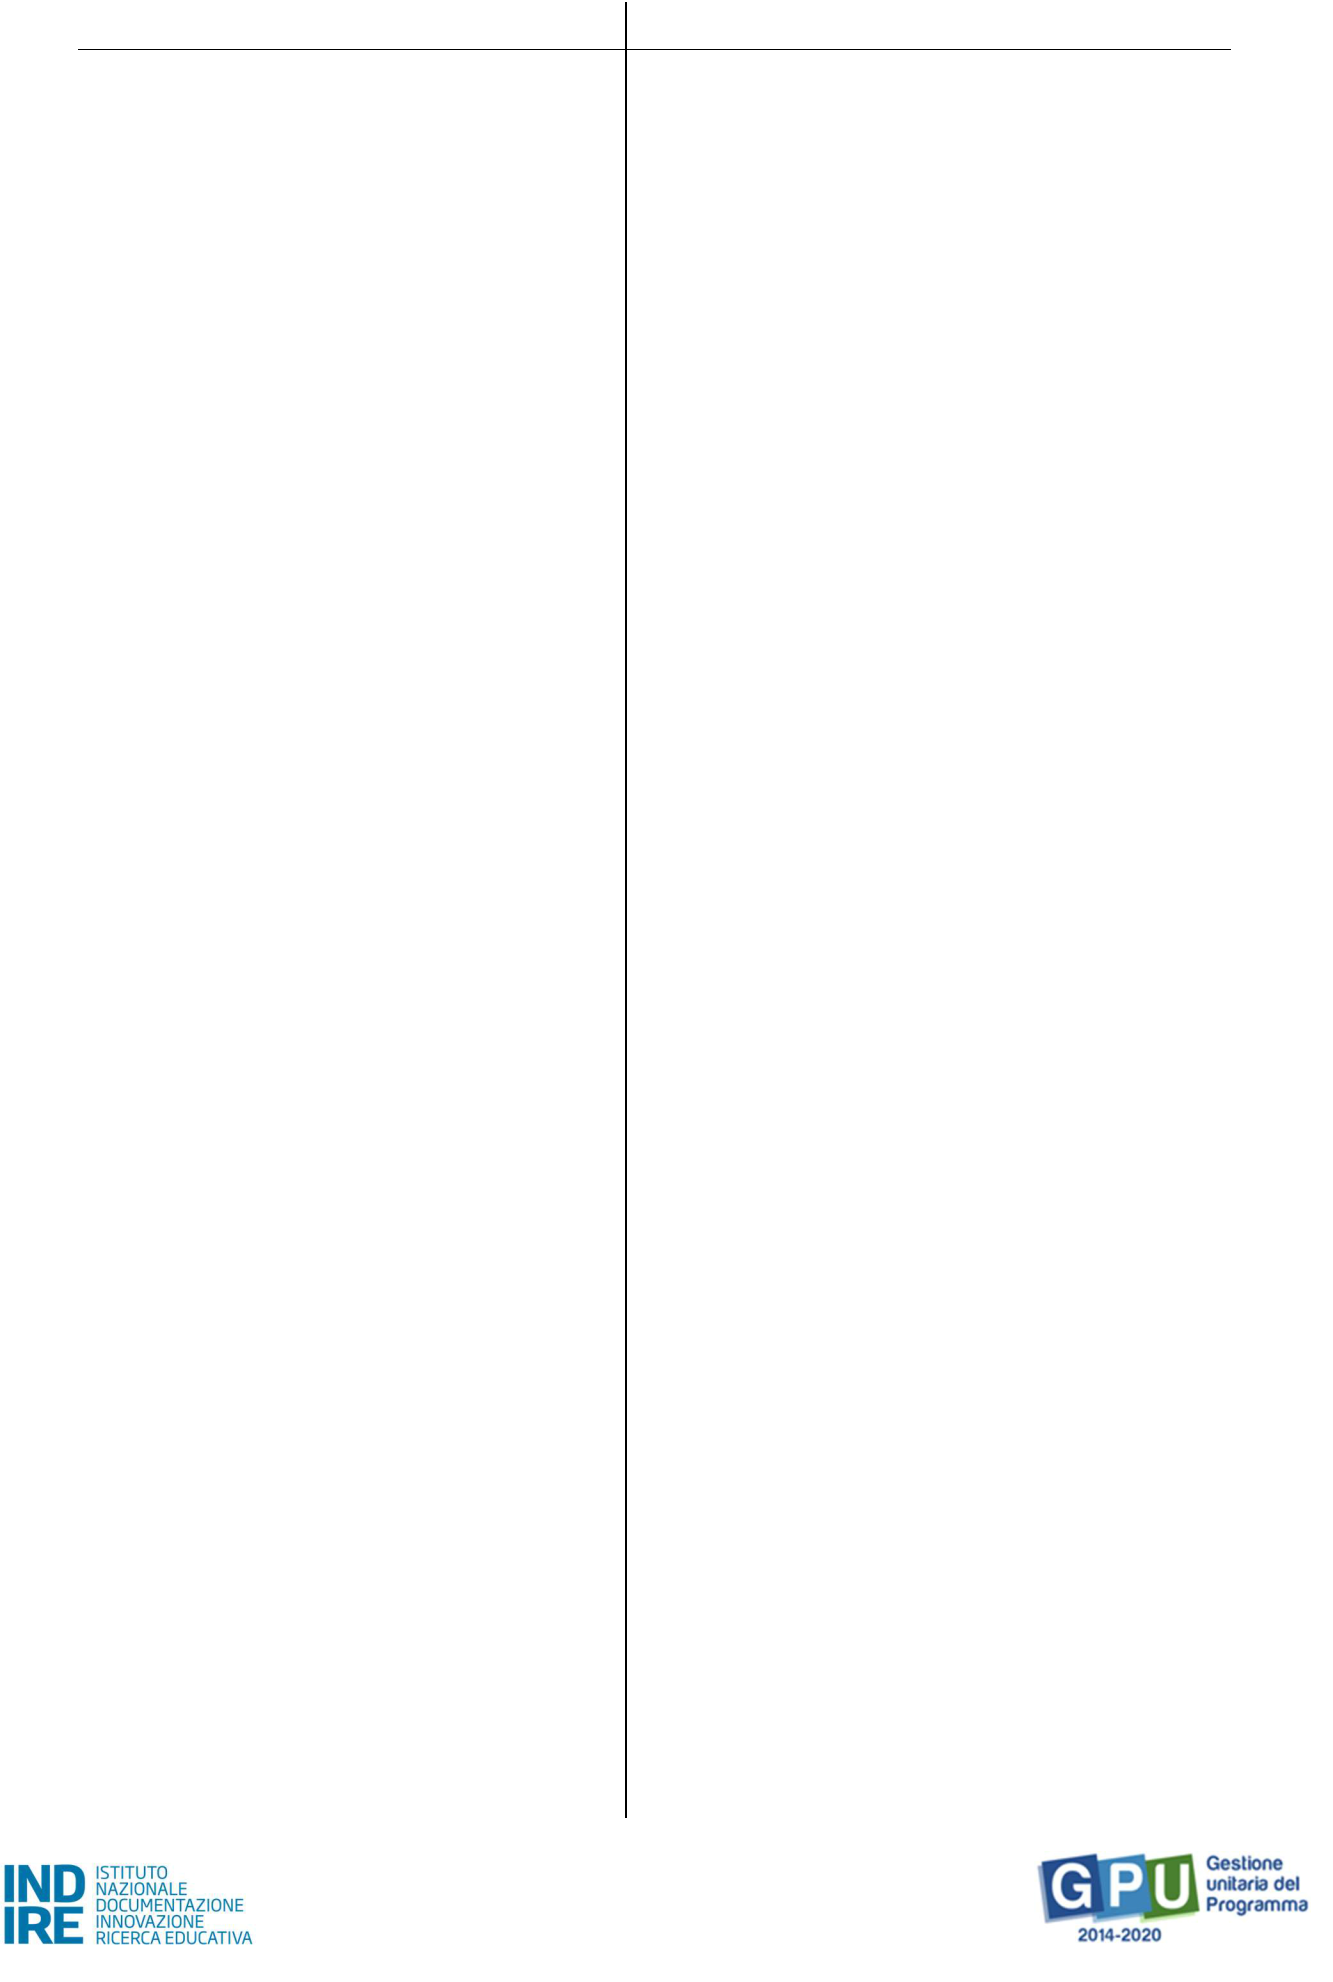 IND
IRE
ISTITUTO
NAZIONALE
DOCUMENTAZIONE
INNOVAZIONE
RICERCA EDUCATIVA
GPU
Gestione
unitaria del
Programma
2014-2020